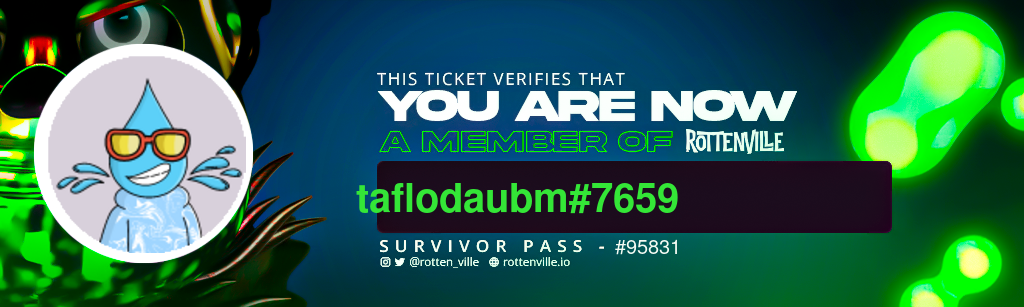 THIS TICKET VERIFIES THAT
YOU ARE NOW
A MEMBER OF ROTTENVILLE
taflodaubm#7659
SURVIVOR PASS - #95831
@rotten_ville rottenville.io